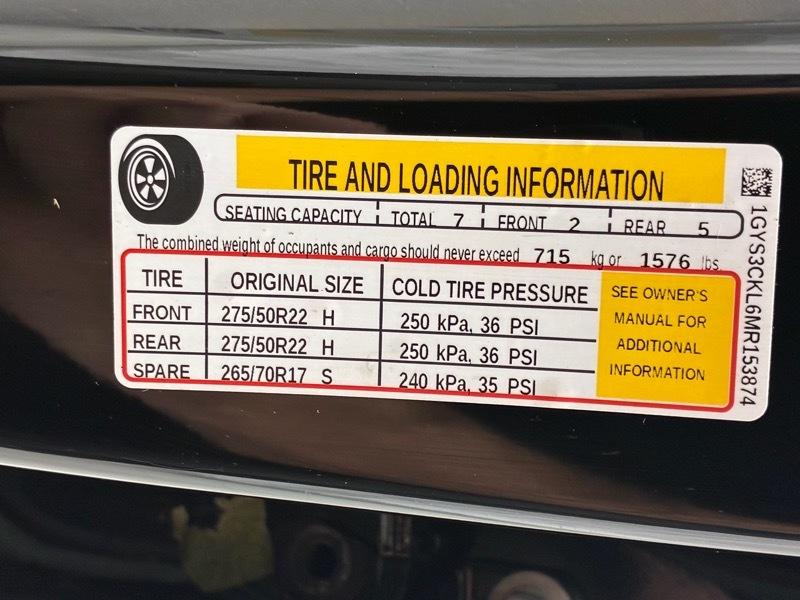 TIRE AND LOADING INFORMATION
SEATING CAPACITY TOTAL 7 FRONT 2 REAR 5
The combined weight of occupants and cargo should never exceed 715 kg or 1576 lbs
TIRE ORIGINAL SIZE COLD TIRE PRESSURE
FRONT 275/50R22 H 250 kPa, 36 PSI
REAR 275/50R22 H 250 kPa, 36 PSI
SPARE 265/70R17 S 240 kPa, 35 PSI
SEE OWNER'S
MANUAL FOR
ADDITIONAL
INFORMATION
1GYS3CKL6MR153874